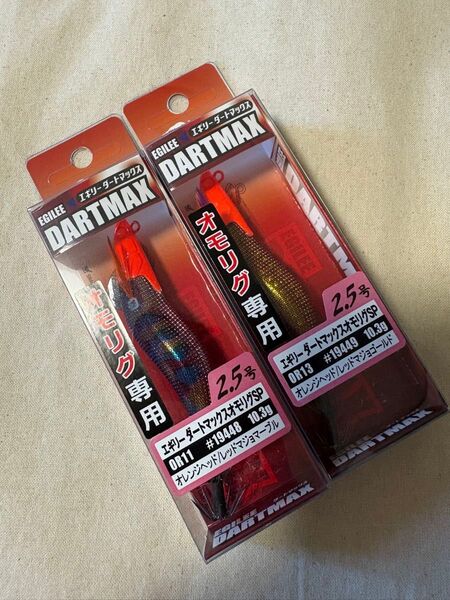 EGILEE エギリーダートマックス
DARTMAX
オモリグ専用
2.5号
エギリーダートマックスオモリグSP
OR11 #19448 10.3g
オレンジヘッド/レッドマジョマーブル
EGILEE
DARTMAX
EGILEE エギリーダートマックス
DARTMAX
オモリグ専用
EGILEE
2.5号
エギリーダートマックスオモリグSP
OR13 #19449 10.3g
オレンジヘッド/レッドマジョゴールド
DARTMAX
DARTMAX